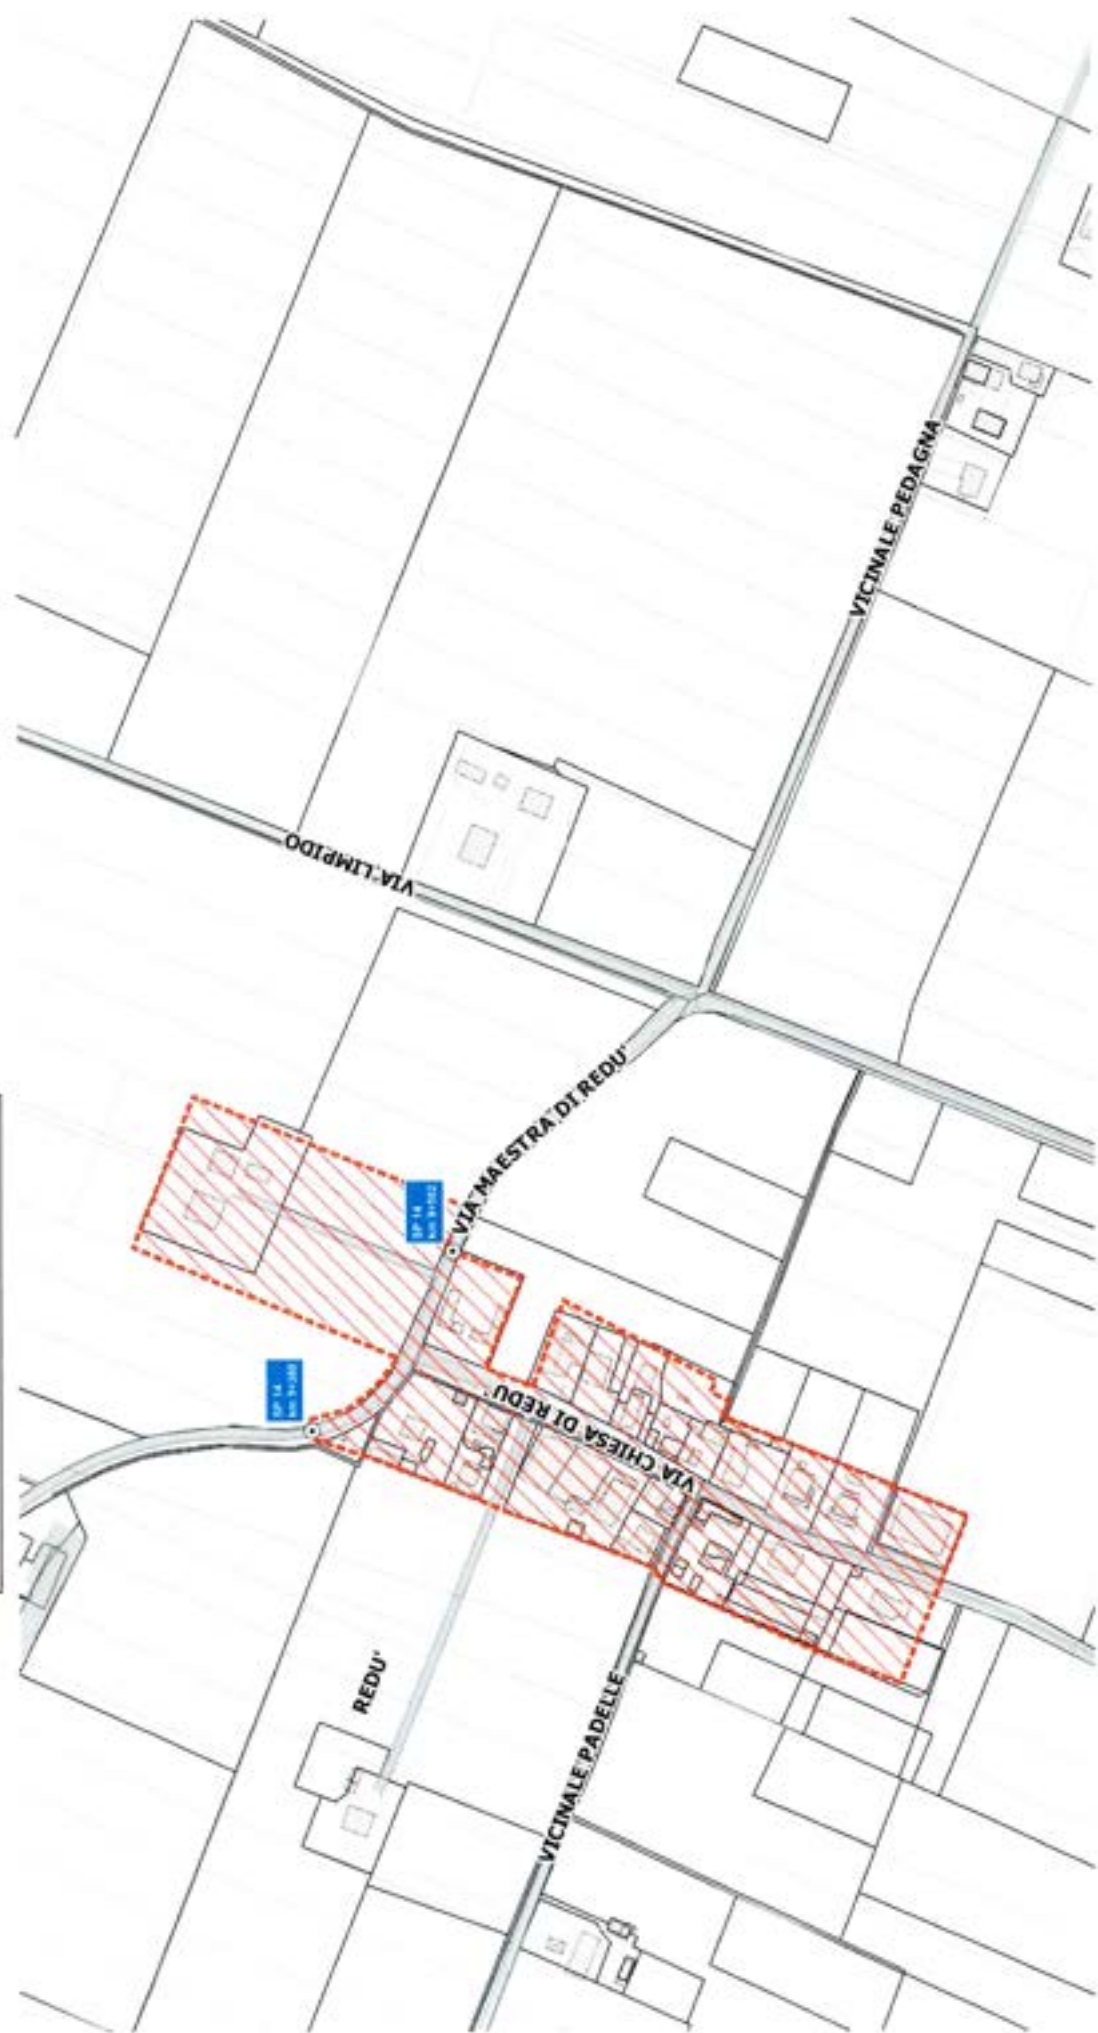 VICINALE PEDAGNA
VIA LIMPIDO
VIA MAESTRA DI REDU'
SP 14
SP 14
VIA CHIESA DI REDU'
REDU'
VICINALE PADELLE